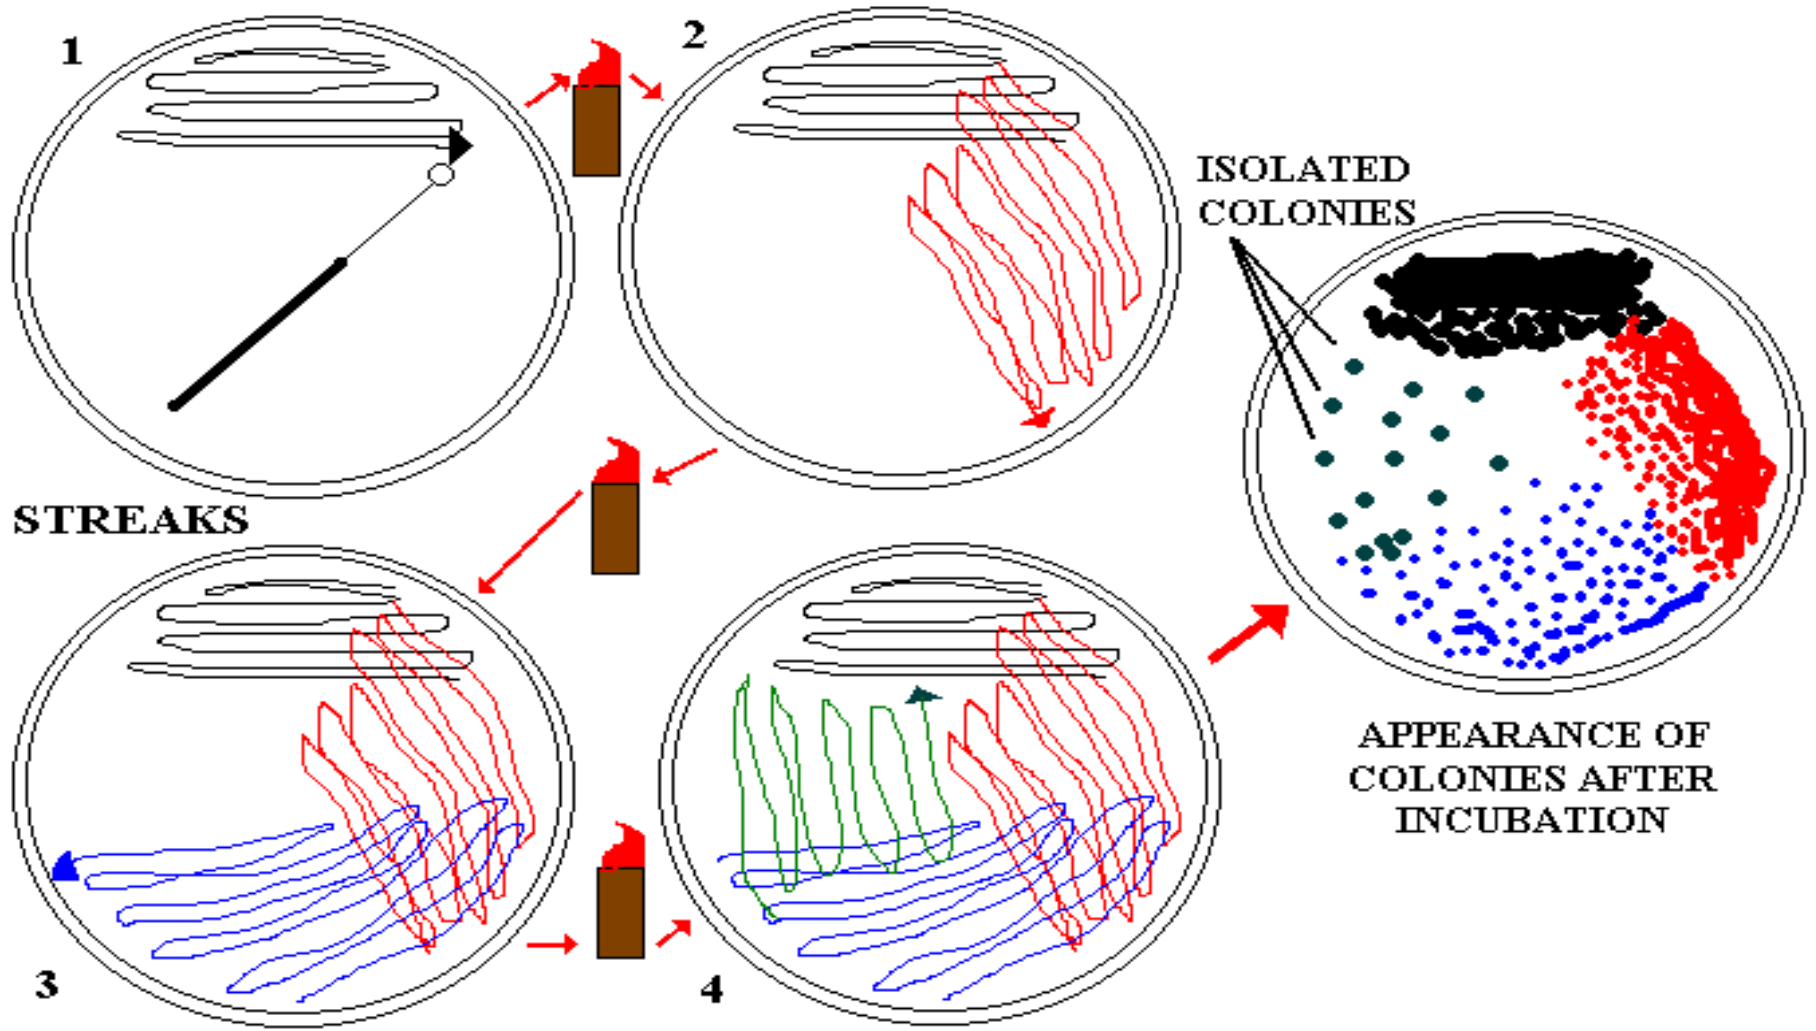 1
2
ISOLATED
COLONIES
STREAKS
3
4
APPEARANCE OF
COLONIES AFTER
INCUBATION